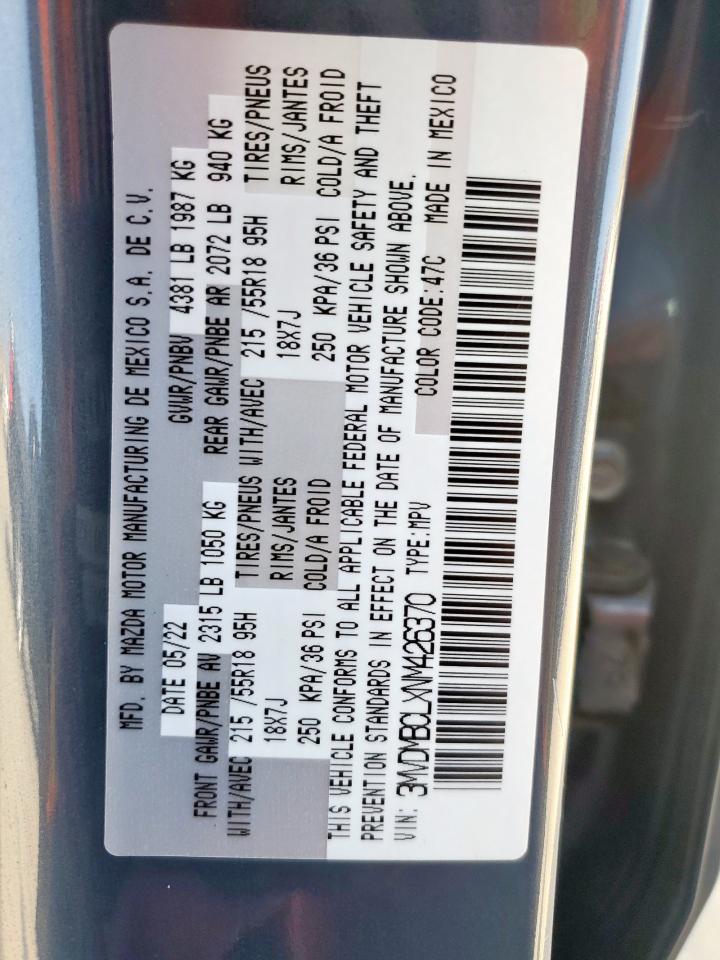 MFD. BY MAZDA MOTOR MANUFACTURING DE MEXICO S.A. DE C.V.
DATE 05/22 GVWR/PNBV 4381 LB 1987 KG
FRONT GAWR/PNBE AV 2315 LB 1050 KG REAR GAWR/PNBE AR 2072 LB 940 KG
WITH/AVEC 215 /55R18 95H TIRES/PNEUS WITH/AVEC 215 /55R18 95H TIRES/PNEUS
18X7J RIMS/JANTES 18X7J RIMS/JANTES
250 KPA/36 PSI COLD/A FROID 250 KPA/36 PSI COLD/A FROID
THIS VEHICLE CONFORMS TO ALL APPLICABLE FEDERAL MOTOR VEHICLE SAFETY AND THEFT
PREVENTION STANDARDS IN EFFECT ON THE DATE OF MANUFACTURE SHOWN ABOVE.
VIN: 3MVDMBCLXNM426370 TYPE:MPV COLOR CODE:47C MADE IN MEXICO